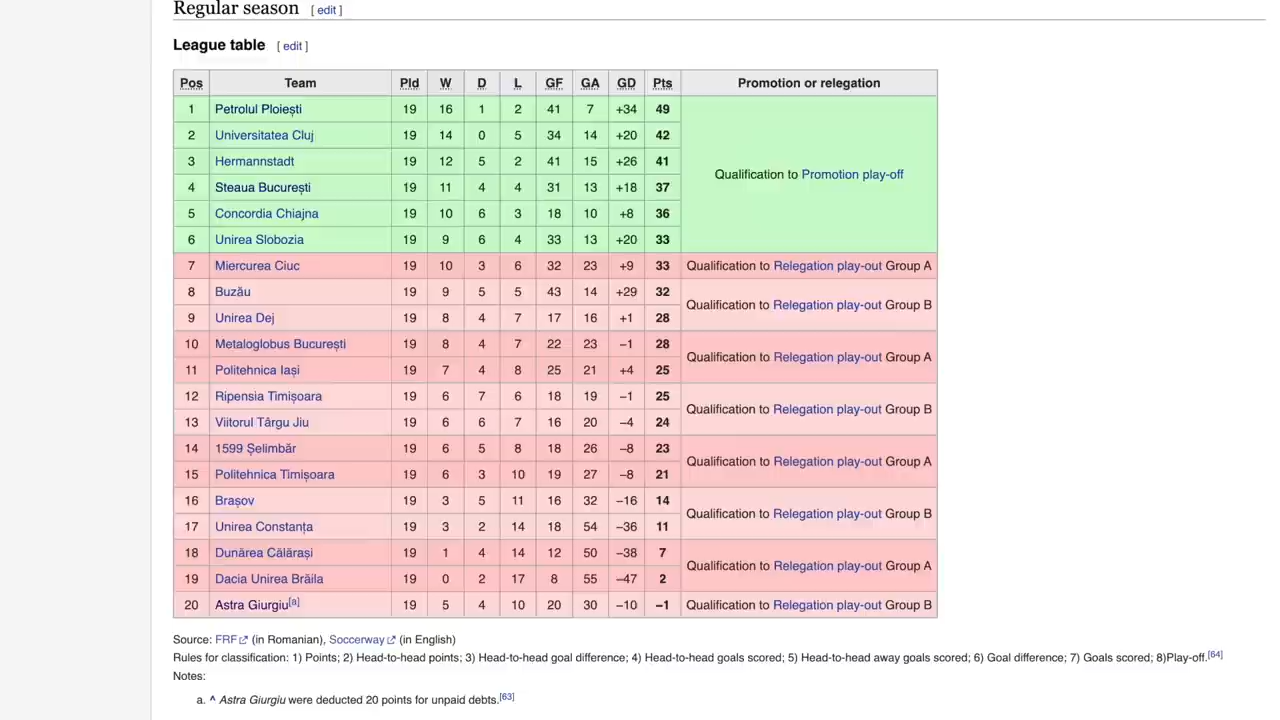 Regular season [ edit ]
League table [ edit ]
Pos Team Pld W D L GF GA GD Pts Promotion or relegation
1 Petrolul Ploiești 19 16 1 2 41 7 +34 49
2 Universitatea Cluj 19 14 0 5 34 14 +20 42
3 Hermannstadt 19 12 5 2 41 15 +26 41
Qualification to Promotion play-off
4 Steaua București 19 11 4 4 31 13 +18 37
5 Concordia Chiajna 19 10 6 3 18 10 +8 36
6 Unirea Slobozia 19 9 6 4 33 13 +20 33
7 Miercurea Ciuc 19 10 3 6 32 23 +9 33 Qualification to Relegation play-out Group A
8 Buzău 19 9 5 5 43 14 +29 32
Qualification to Relegation play-out Group B
9 Unirea Dej 19 8 4 7 17 16 +1 28
10 Metaloglobus București 19 8 4 7 22 23 −1 28
Qualification to Relegation play-out Group A
11 Politehnica Iași 19 7 4 8 25 21 +4 25
12 Ripensia Timișoara 19 6 7 6 18 19 −1 25
Qualification to Relegation play-out Group B
13 Viitorul Târgu Jiu 19 6 6 7 16 20 −4 24
14 1599 Șelimbăr 19 6 5 8 18 26 −8 23
Qualification to Relegation play-out Group A
15 Politehnica Timișoara 19 6 3 10 19 27 −8 21
16 Brașov 19 3 5 11 16 32 −16 14
Qualification to Relegation play-out Group B
17 Unirea Constanța 19 3 2 14 18 54 −36 11
18 Dunărea Călărași 19 1 4 14 12 50 −38 7
Qualification to Relegation play-out Group A
19 Dacia Unirea Brăila 19 0 2 17 8 55 −47 2
20 Astra Giurgiu[a] 19 5 4 10 20 30 −10 −1 Qualification to Relegation play-out Group B
Source: FRF (in Romanian), Soccerway (in English)
Rules for classification: 1) Points; 2) Head-to-head points; 3) Head-to-head goal difference; 4) Head-to-head goals scored; 5) Head-to-head away goals scored; 6) Goal difference; 7) Goals scored; 8)Play-off.[64]
Notes:
a. ^ Astra Giurgiu were deducted 20 points for unpaid debts.[63]